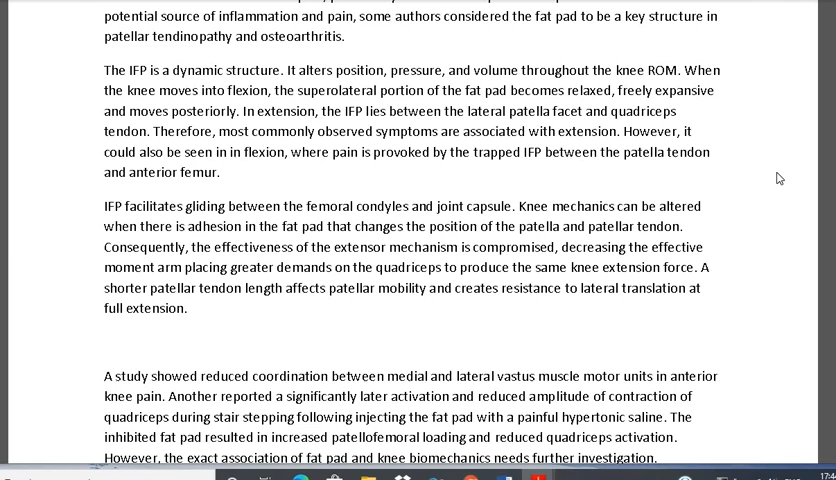 potential source of inflammation and pain, some authors considered the fat pad to be a key structure in
patellar tendinopathy and osteoarthritis.
The IFP is a dynamic structure. It alters position, pressure, and volume throughout the knee ROM. When
the knee moves into flexion, the superolateral portion of the fat pad becomes relaxed, freely expansive
and moves posteriorly. In extension, the IFP lies between the lateral patella facet and quadriceps
tendon. Therefore, most commonly observed symptoms are associated with extension. However, it
could also be seen in in flexion, where pain is provoked by the trapped IFP between the patella tendon
and anterior femur.
IFP facilitates gliding between the femoral condyles and joint capsule. Knee mechanics can be altered
when there is adhesion in the fat pad that changes the position of the patella and patellar tendon.
Consequently, the effectiveness of the extensor mechanism is compromised, decreasing the effective
moment arm placing greater demands on the quadriceps to produce the same knee extension force. A
shorter patellar tendon length affects patellar mobility and creates resistance to lateral translation at
full extension.
A study showed reduced coordination between medial and lateral vastus muscle motor units in anterior
knee pain. Another reported a significantly later activation and reduced amplitude of contraction of
quadriceps during stair stepping following injecting the fat pad with a painful hypertonic saline. The
inhibited fat pad resulted in increased patellofemoral loading and reduced quadriceps activation.
However, the exact association of fat pad and knee biomechanics needs further investigation.